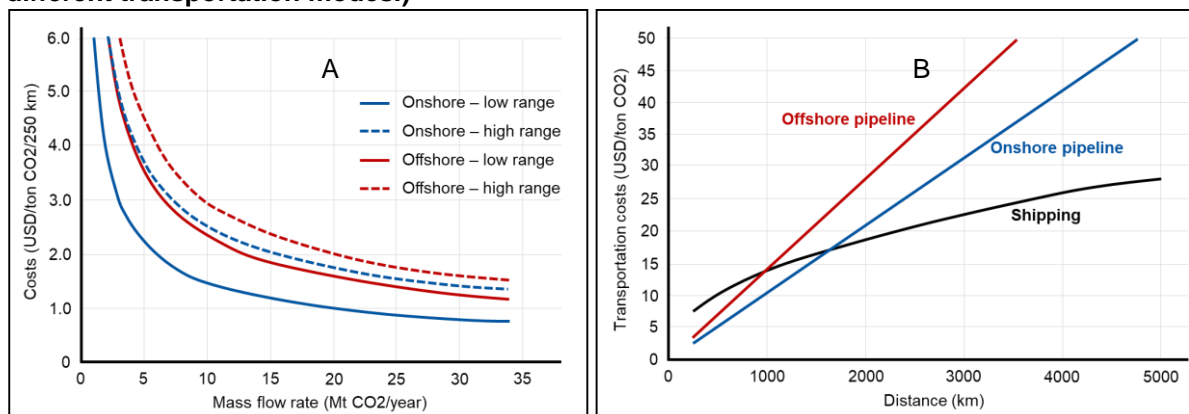 different transportation modes.)
A
6.0
5.0
4.0
3.0
2.0
1.0
0
Costs (USD/ton CO2/250 km)
Onshore – low range
Onshore – high range
Offshore – low range
Offshore – high range
0 5 10 15 20 25 30 35
Mass flow rate (Mt CO2/year)
B
50
45
40
35
30
25
20
15
10
5
0
Transportation costs (USD/ton CO2)
Offshore pipeline
Onshore pipeline
Shipping
0 1000 2000 3000 4000 5000
Distance (km)